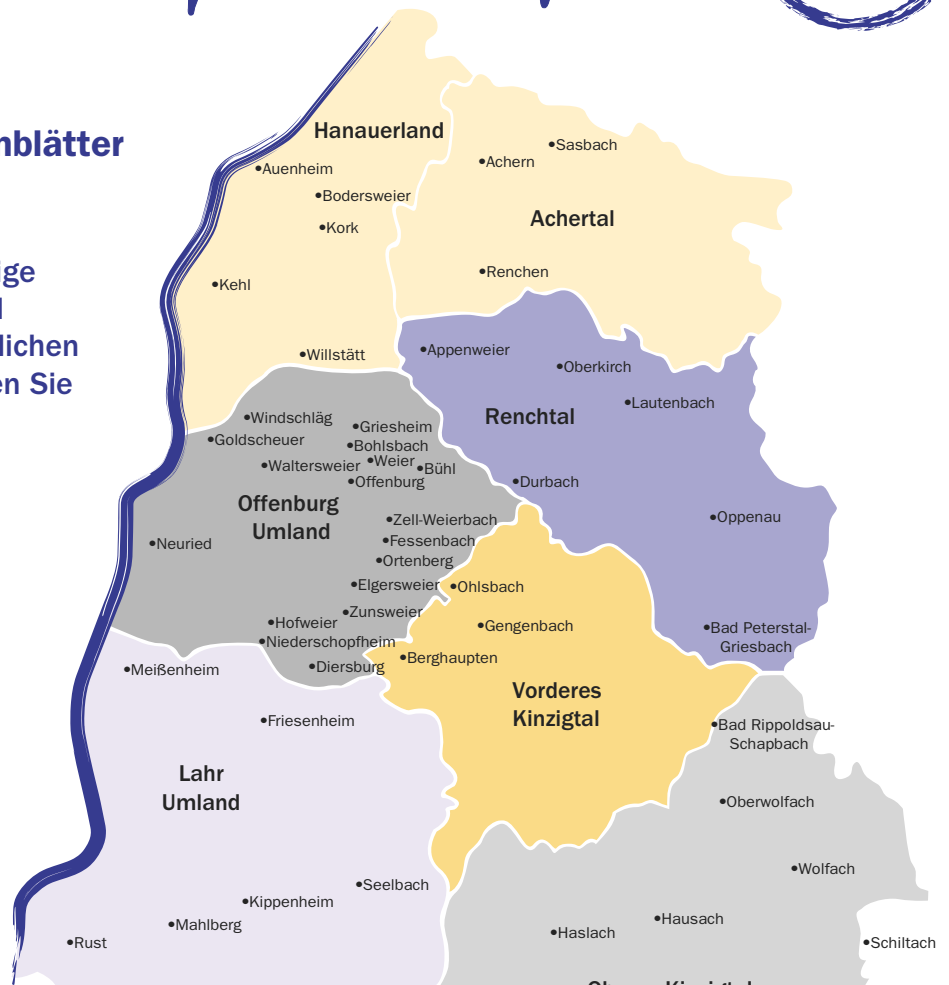 nblätter
ige
lichen
en Sie
Hanauerland
•Auenheim
•Bodersweier
•Kork
•Kehl
•Willstätt
•Sasbach
•Achern
Achertal
•Renchen
•Appenweier
•Oberkirch
•Lautenbach
Renchtal
•Durbach
•Oppenau
•Bad Peterstal-
Griesbach
•Windschläg
•Griesheim
•Goldscheuer
•Bohlsbach
•Weier
•Waltersweier
•Bühl
•Offenburg
Offenburg
Umland
•Zell-Weierbach
•Fessenbach
•Neuried
•Ortenberg
•Elgersweier
•Zunsweier
•Hofweier
•Niederschopfheim
•Diersburg
•Ohlsbach
•Gengenbach
•Berghaupten
Vorderes
Kinzigtal
•Meißenheim
•Friesenheim
Lahr
Umland
•Seelbach
•Kippenheim
•Mahlberg
•Rust
•Bad Rippoldsau-
Schapbach
•Oberwolfach
•Wolfach
•Hausach
•Haslach
•Schiltach